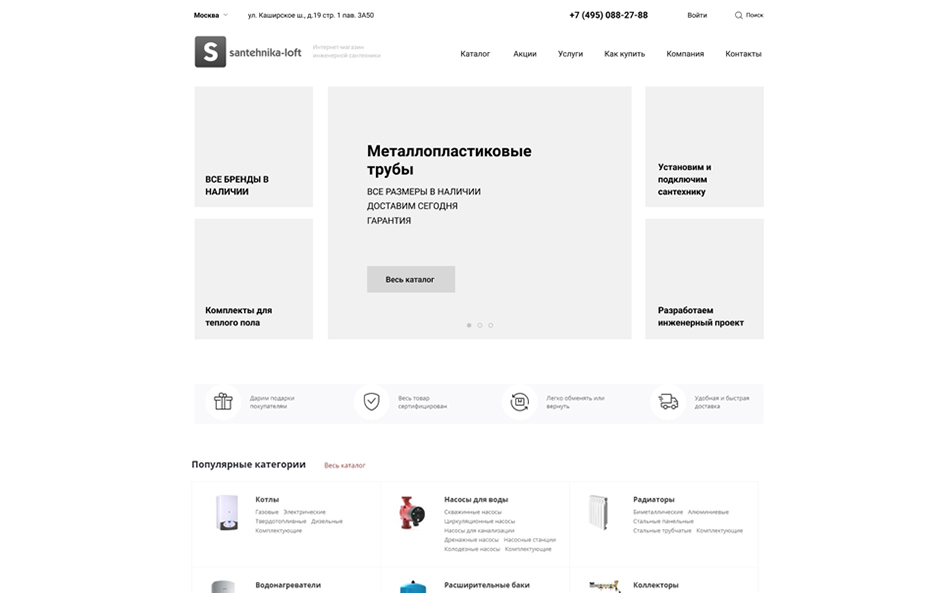 Москва
ул. Каширское ш., д.19 стр. 1 пав. 3А50
+7 (495) 088-27-88
Войти
Поиск
S
santehnika-loft
Интернет-магазин
инженерной сантехники
Каталог
Акции
Услуги
Как купить
Компания
Контакты
ВСЕ БРЕНДЫ В
НАЛИЧИИ
Комплекты для
теплого пола
Металлопластиковые
трубы
ВСЕ РАЗМЕРЫ В НАЛИЧИИ
ДОСТАВИМ СЕГОДНЯ
ГАРАНТИЯ
Весь каталог
Установим и
подключим
сантехнику
Разработаем
инженерный проект
Дарим подарки
покупателям
Весь товар
сертифицирован
Легко обменять или
вернуть
Удобная и быстрая
доставка
Популярные категории
Весь каталог
Котлы
Газовые Электрические
Твердотопливные Дизельные
Комплектующие
Насосы для воды
Скважинные насосы
Циркуляционные насосы
Насосы для канализации
Дренажные насосы Насосные станции
Колодезные насосы Комплектующие
Радиаторы
Биметаллические Алюминиевые
Стальные панельные
Стальные трубчатые Комплектующие
Водонагреватели
Расширительные баки
Коллекторы